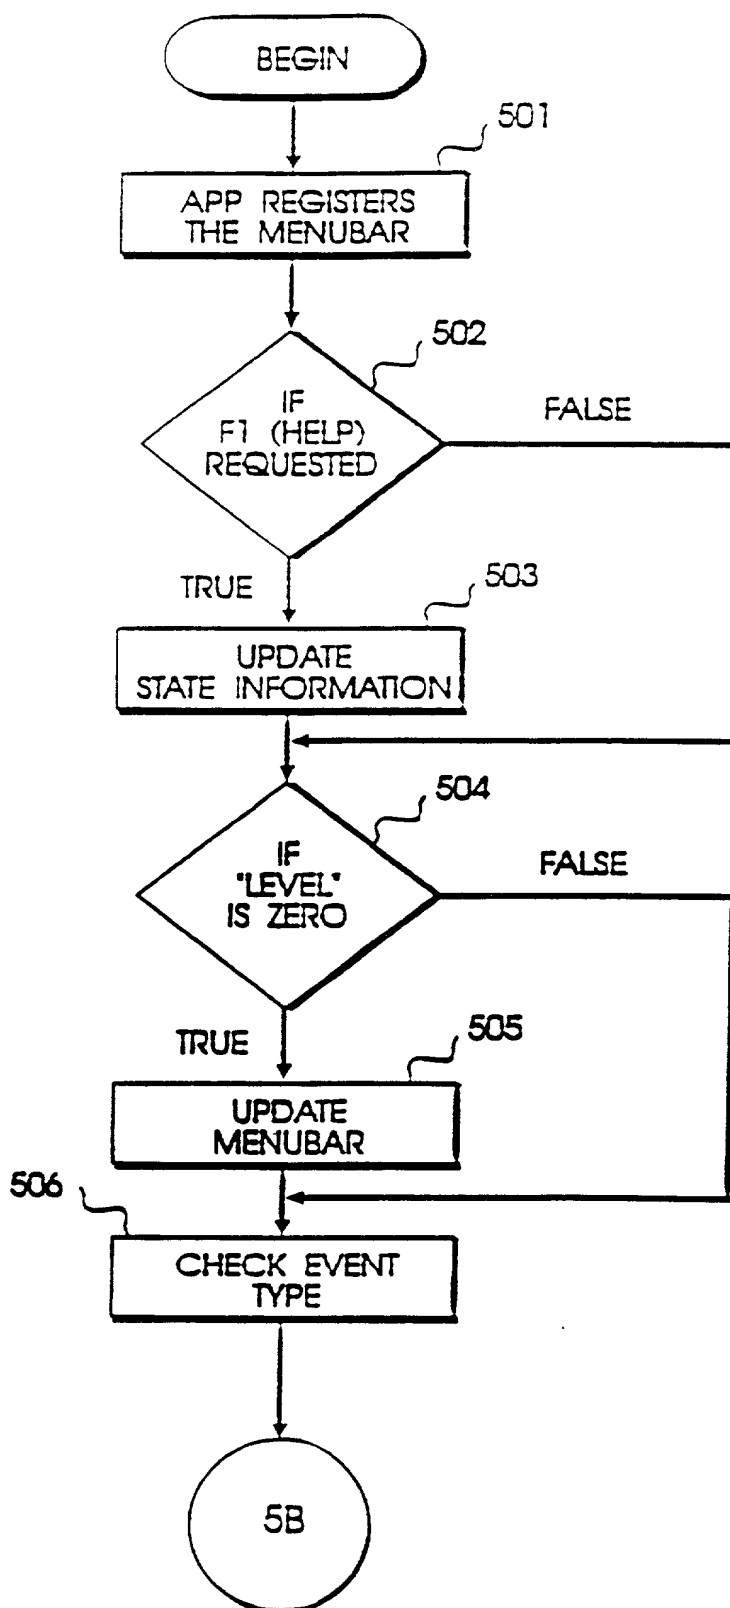 BEGIN
501
APP REGISTERS
THE MENUBAR
502
IF
F1 (HELP)
REQUESTED
FALSE
TRUE
503
UPDATE
STATE INFORMATION
504
IF
"LEVEL"
IS ZERO
FALSE
TRUE
505
UPDATE
MENUBAR
506
CHECK EVENT
TYPE
5B